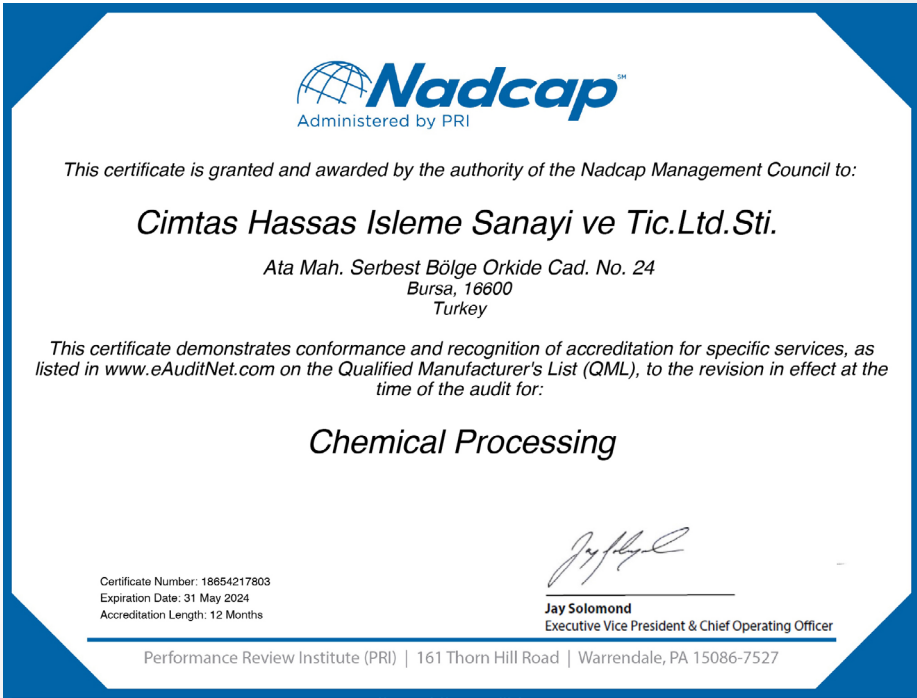 Nadcap℠
Administered by PRI
This certificate is granted and awarded by the authority of the Nadcap Management Council to:
Cimtas Hassas Isleme Sanayi ve Tic.Ltd.Sti.
Ata Mah. Serbest Bölge Orkide Cad. No. 24
Bursa, 16600
Turkey
This certificate demonstrates conformance and recognition of accreditation for specific services, as
listed in www.eAuditNet.com on the Qualified Manufacturer's List (QML), to the revision in effect at the
time of the audit for:
Chemical Processing
Certificate Number: 18654217803
Expiration Date: 31 May 2024
Accreditation Length: 12 Months
Jay Solomond
Executive Vice President & Chief Operating Officer
Performance Review Institute (PRI) | 161 Thorn Hill Road | Warrendale, PA 15086-7527